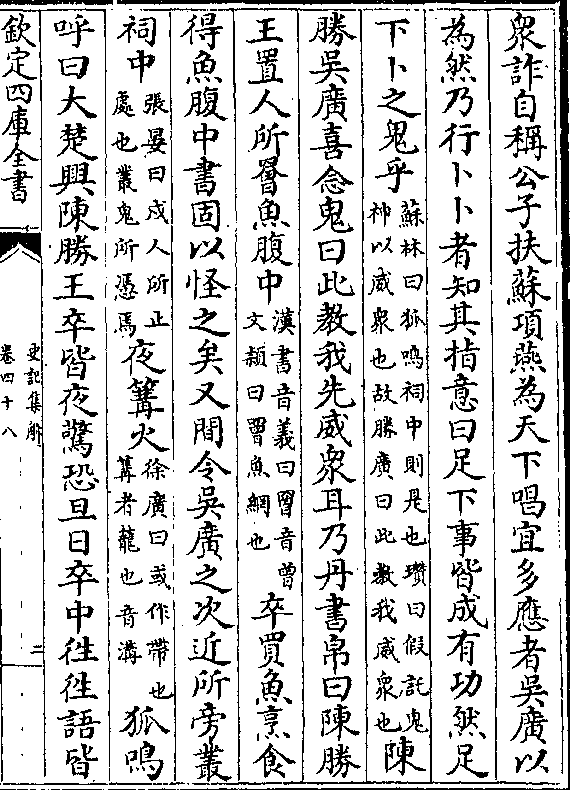 衆詐自稱公子扶蘇項燕為天下唱宜多應者吳廣以
為然乃行卜卜者知其指意曰足下事皆成有功然足
下卜之鬼乎蘇林曰狐鳴祠中則是也瓚曰假託鬼神以威衆也故勝廣曰此教我威衆也陳
勝吳廣喜念鬼曰此教我先威衆耳乃丹書帛曰陳勝
王置人所罾魚腹中漢書音義曰罾音曾文頴曰罾魚網也卒買魚烹食
得魚腹中書固以怪之矣又間令吳廣之次近所旁叢
祠中張晏曰戍人所止處也叢鬼所憑焉夜篝火徐廣曰或作帶也篝者籠也音溝狐鳴
呼曰大楚興陳勝王卒皆夜驚恐旦日卒中徃徃語皆
欽定四庫全書
史記集解
卷四十八
二